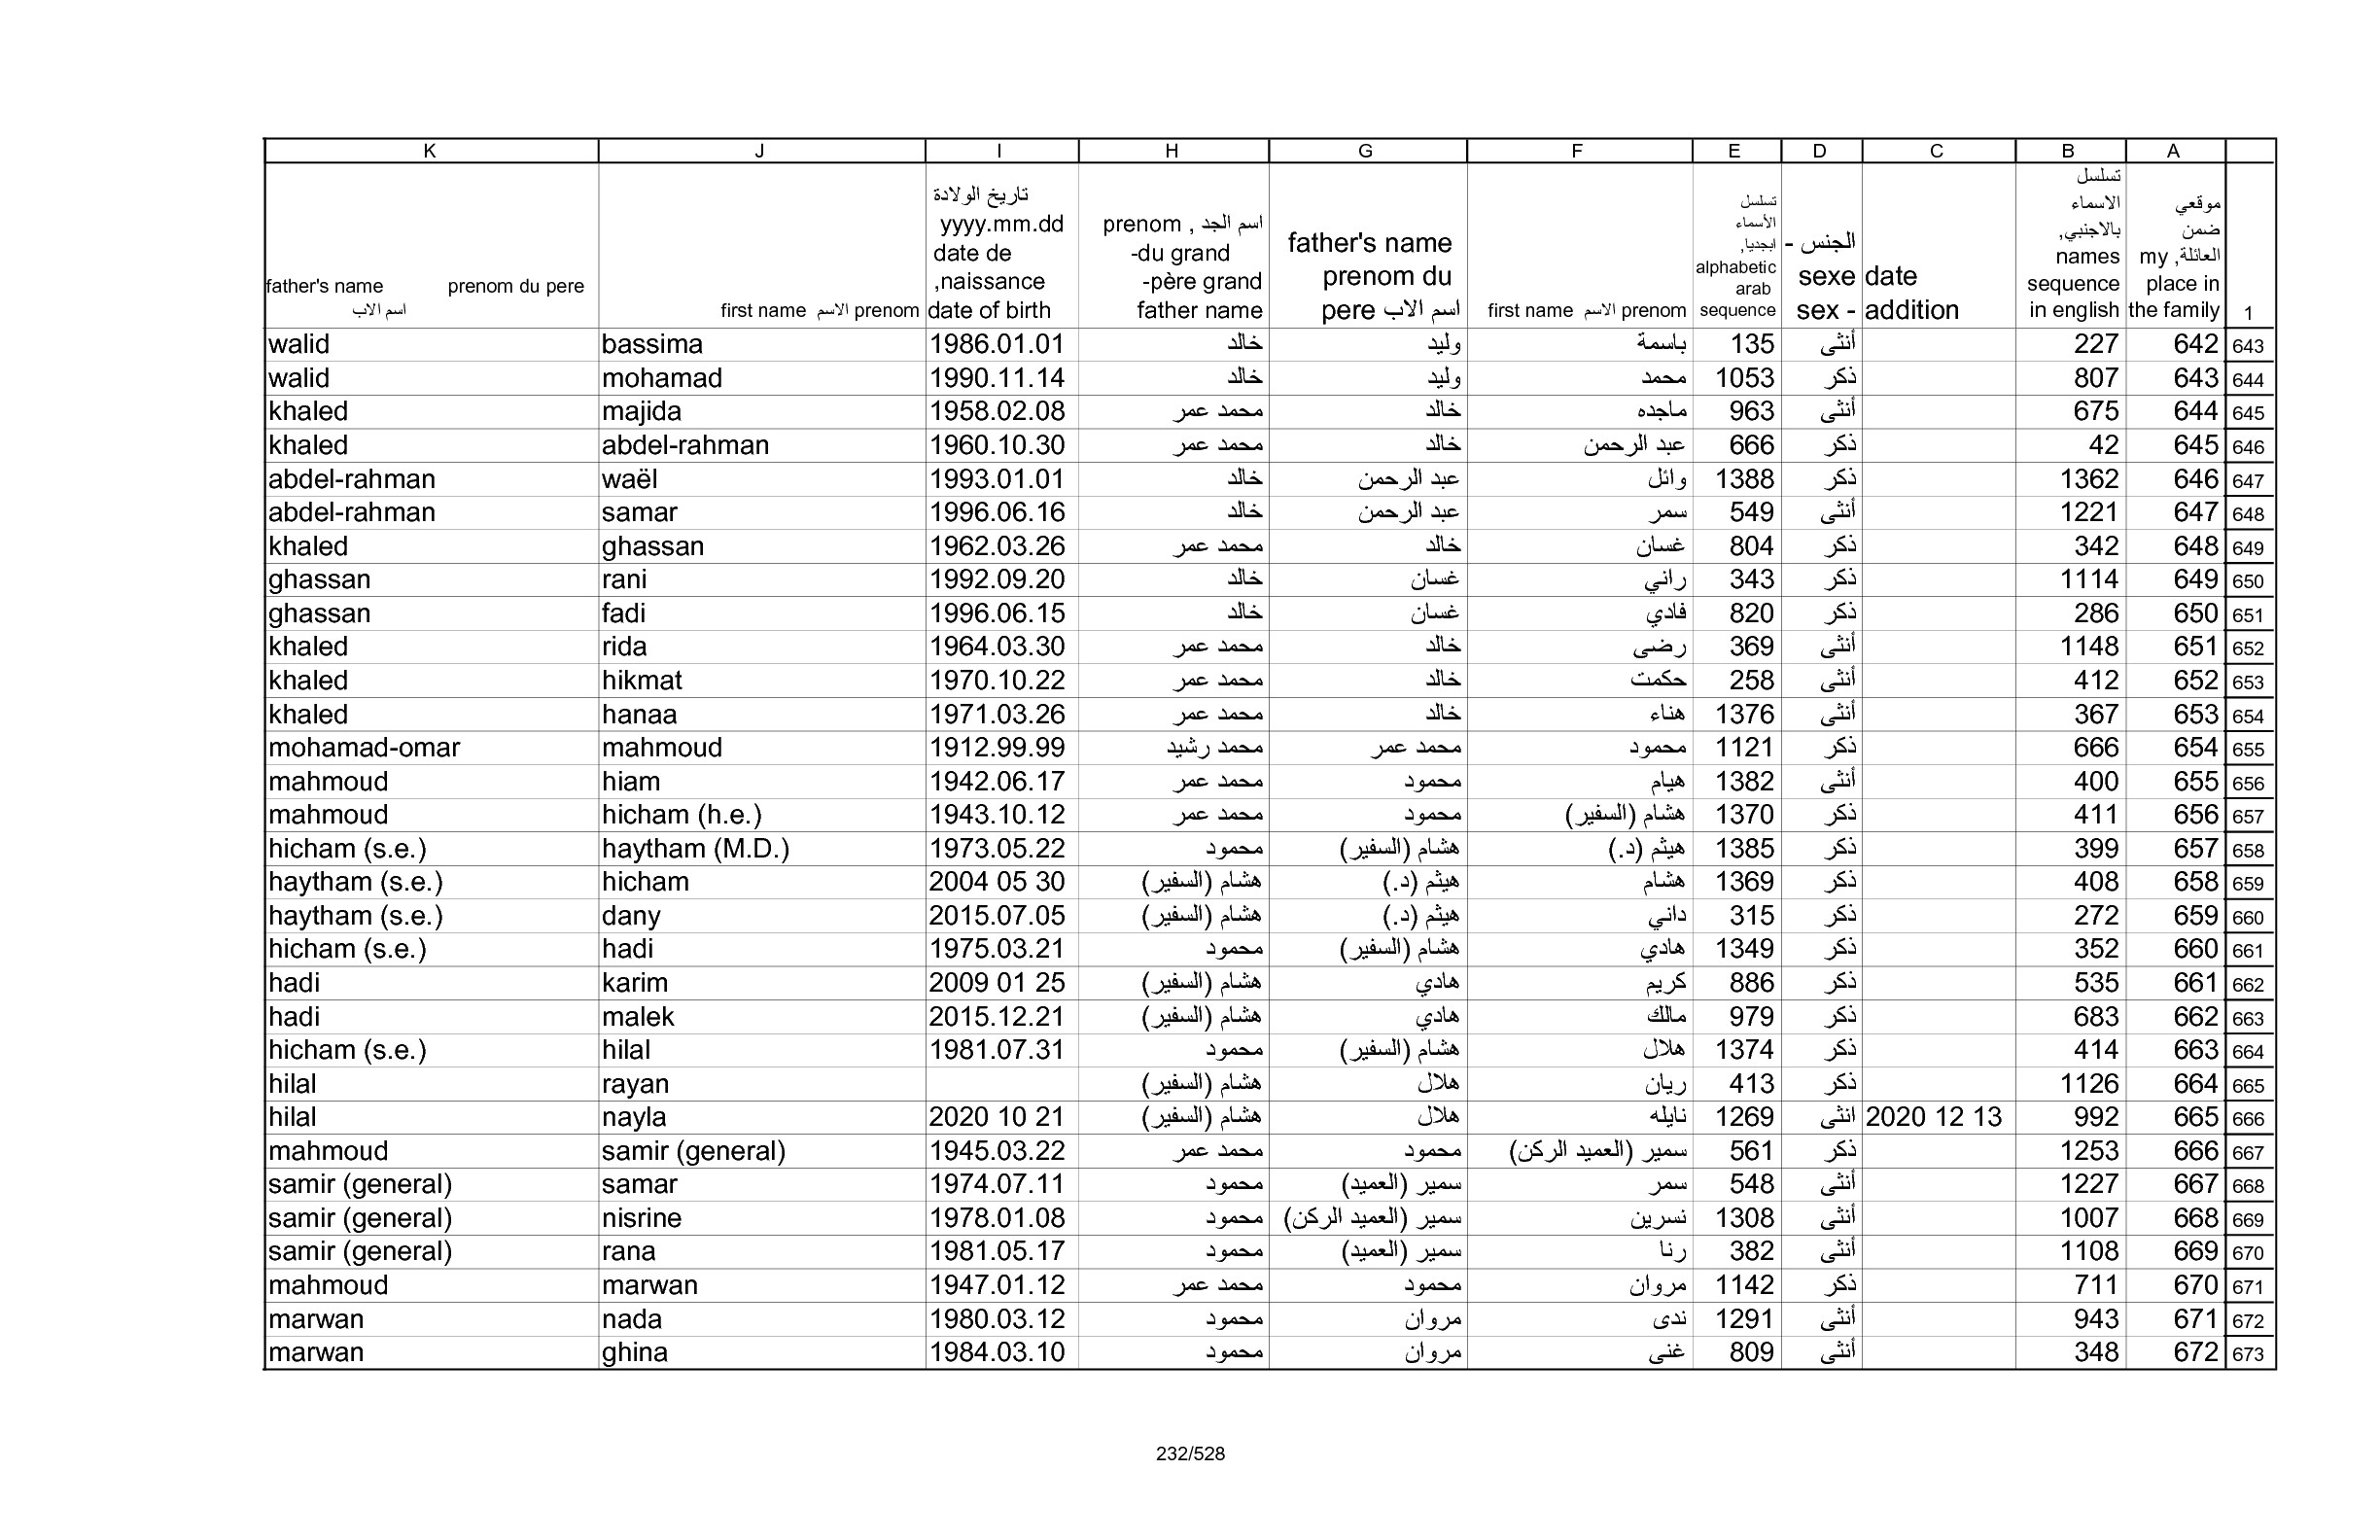 K J I H G F E D C B A
father's name prenom du pere اسم الاب
first name الاسم prenom
تاريخ الولادة yyyy.mm.dd date de naissance, date of birth
اسم الجد , prenom du grand- père grand- father name
father's name prenom du pere اسم الاب
first name الاسم prenom
تسلسل الأسماء ابجديا, alphabetic arab sequence
الجنس - sexe sex -
date addition
تسلسل الاسماء بالاجنبي, names sequence in english
موقعي ضمن العائلة, my place in the family
1
walid bassima 1986.01.01 خالد وليد باسمة 135 أنثى 227 642 643
walid mohamad 1990.11.14 خالد وليد محمد 1053 ذكر 807 643 644
khaled majida 1958.02.08 محمد عمر خالد ماجده 963 أنثى 675 644 645
khaled abdel-rahman 1960.10.30 محمد عمر خالد عبد الرحمن 666 ذكر 42 645 646
abdel-rahman waël 1993.01.01 خالد عبد الرحمن وائل 1388 ذكر 1362 646 647
abdel-rahman samar 1996.06.16 خالد عبد الرحمن سمر 549 أنثى 1221 647 648
khaled ghassan 1962.03.26 محمد عمر خالد غسان 804 ذكر 342 648 649
ghassan rani 1992.09.20 خالد غسان راني 343 ذكر 1114 649 650
ghassan fadi 1996.06.15 خالد غسان فادي 820 ذكر 286 650 651
khaled rida 1964.03.30 محمد عمر خالد رضى 369 أنثى 1148 651 652
khaled hikmat 1970.10.22 محمد عمر خالد حكمت 258 أنثى 412 652 653
khaled hanaa 1971.03.26 محمد عمر خالد هناء 1376 أنثى 367 653 654
mohamad-omar mahmoud 1912.99.99 محمد رشيد محمد عمر محمود 1121 ذكر 666 654 655
mahmoud hiam 1942.06.17 محمد عمر محمود هيام 1382 أنثى 400 655 656
mahmoud hicham (h.e.) 1943.10.12 محمد عمر محمود هشام (السفير) 1370 ذكر 411 656 657
hicham (s.e.) haytham (M.D.) 1973.05.22 محمود هشام (السفير) هيثم (د.) 1385 ذكر 399 657 658
haytham (s.e.) hicham 2004 05 30 هشام (السفير) هيثم (د.) هشام 1369 ذكر 408 658 659
haytham (s.e.) dany 2015.07.05 هشام (السفير) هيثم (د.) داني 315 ذكر 272 659 660
hicham (s.e.) hadi 1975.03.21 محمود هشام (السفير) هادي 1349 ذكر 352 660 661
hadi karim 2009 01 25 هشام (السفير) هادي كريم 886 ذكر 535 661 662
hadi malek 2015.12.21 هشام (السفير) هادي مالك 979 ذكر 683 662 663
hicham (s.e.) hilal 1981.07.31 محمود هشام (السفير) هلال 1374 ذكر 414 663 664
hilal rayan هشام (السفير) هلال ريان 413 ذكر 1126 664 665
hilal nayla 2020 10 21 هشام (السفير) هلال نايله 1269 انثى 2020 12 13 992 665 666
mahmoud samir (general) 1945.03.22 محمد عمر محمود سمير (العميد الركن) 561 ذكر 1253 666 667
samir (general) samar 1974.07.11 محمود سمير (العميد) سمر 548 أنثى 1227 667 668
samir (general) nisrine 1978.01.08 محمود سمير (العميد الركن) نسرين 1308 أنثى 1007 668 669
samir (general) rana 1981.05.17 محمود سمير (العميد) رنا 382 أنثى 1108 669 670
mahmoud marwan 1947.01.12 محمد عمر محمود مروان 1142 ذكر 711 670 671
marwan nada 1980.03.12 محمود مروان ندى 1291 أنثى 943 671 672
marwan ghina 1984.03.10 محمود مروان غنى 809 أنثى 348 672 673
232/528